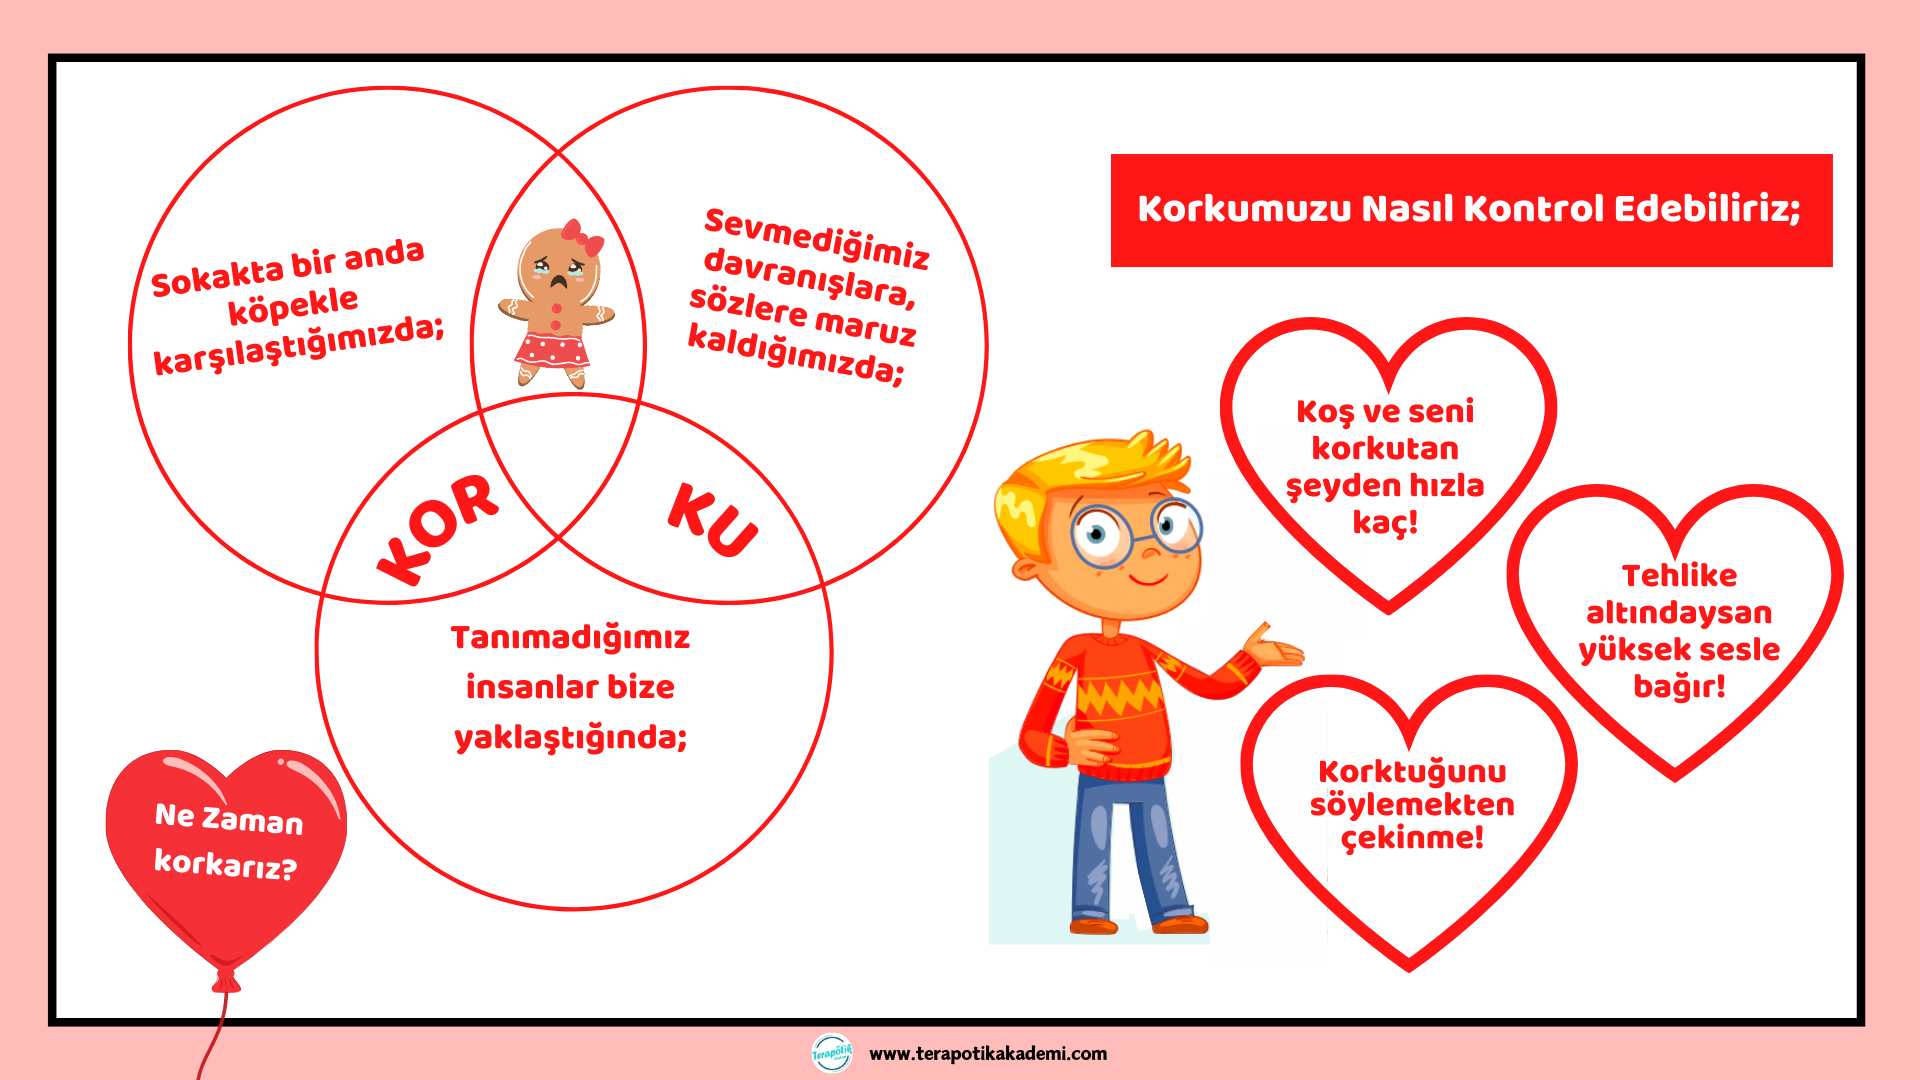 Sokakta bir anda
köpekle
karşılaştığımızda;
Sevmediğimiz
davranışlara,
sözlere maruz
kaldığımızda;
KOR
KU
Tanımadığımız
insanlar bize
yaklaştığında;
Ne Zaman
korkarız?
Korkumuzu Nasıl Kontrol Edebiliriz;
Koş ve seni
korkutan
şeyden hızla
kaç!
Tehlike
altındaysan
yüksek sesle
bağır!
Korktuğunu
söylemekten
çekinme!
Terapötik
www.terapotikakademi.com